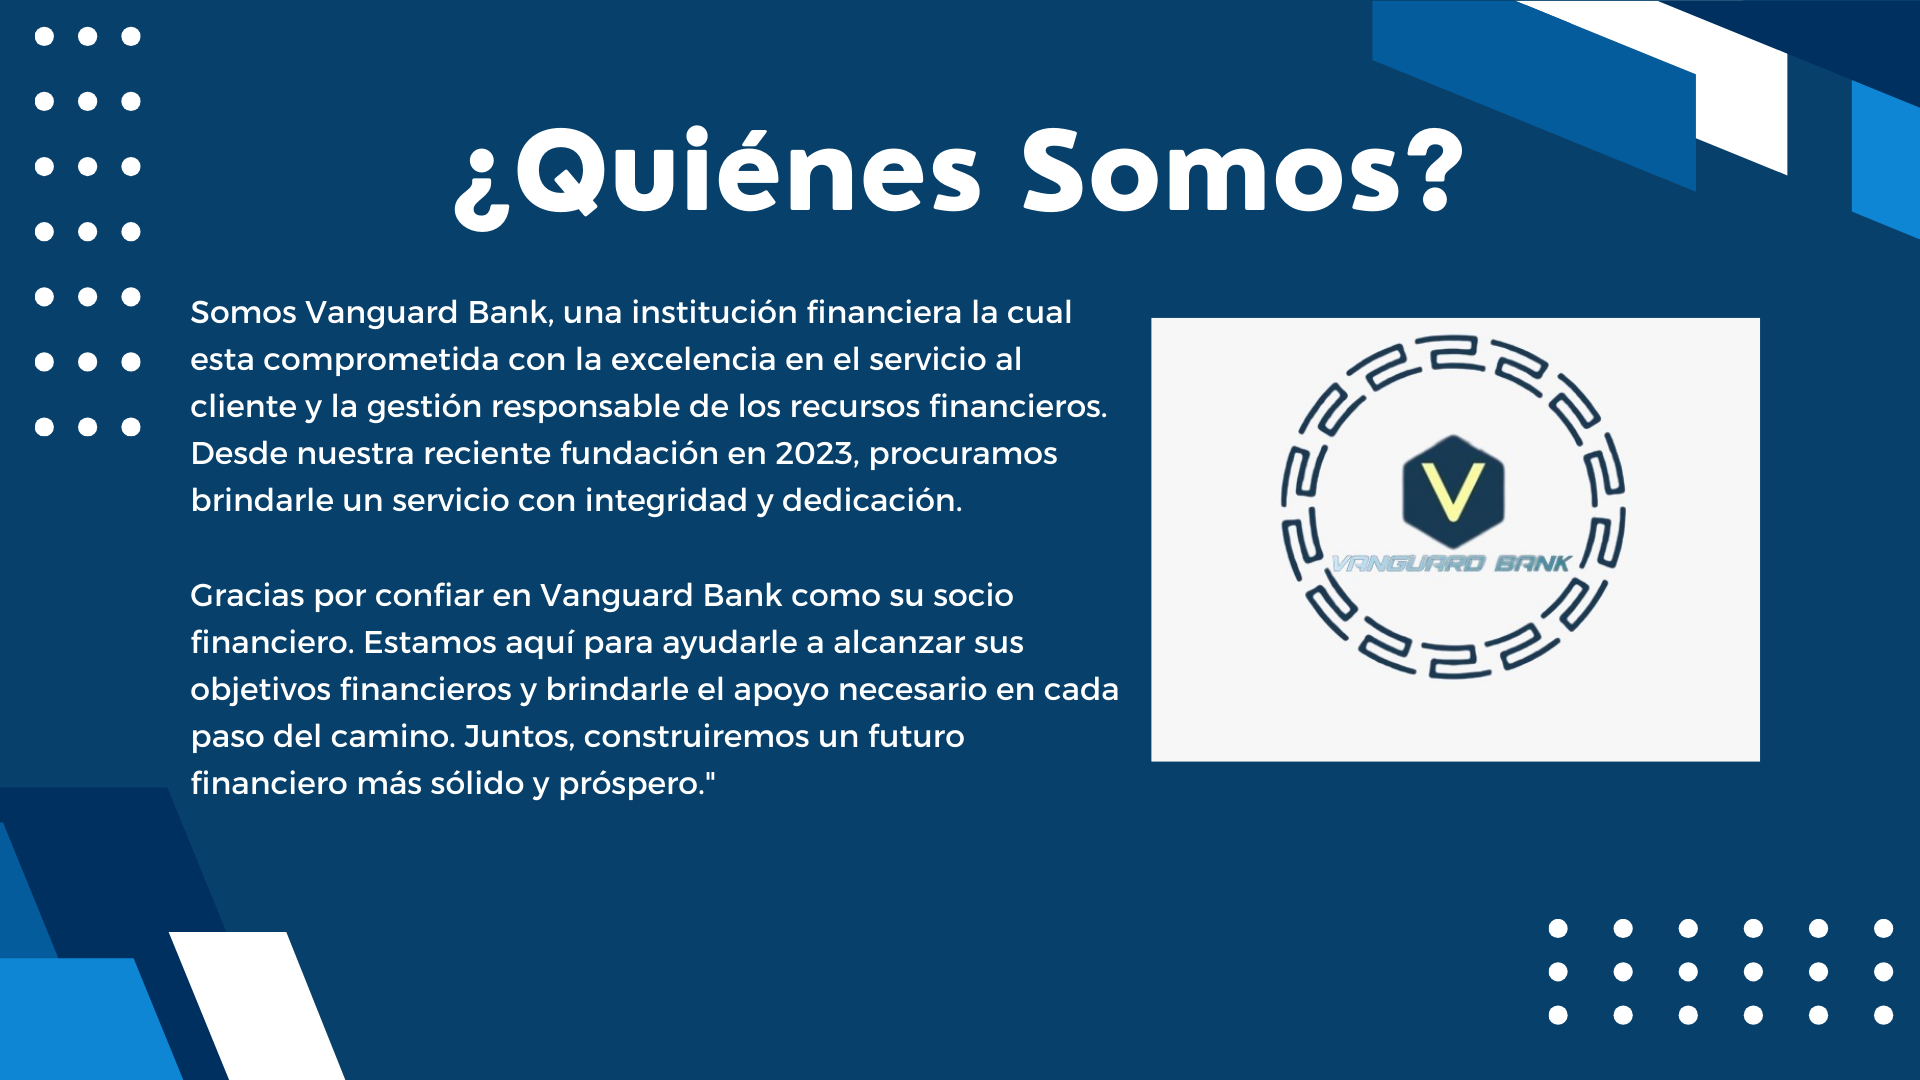 ¿Quiénes Somos?
Somos Vanguard Bank, una institución financiera la cual
esta comprometida con la excelencia en el servicio al
cliente y la gestión responsable de los recursos financieros.
Desde nuestra reciente fundación en 2023, procuramos
brindarle un servicio con integridad y dedicación.
Gracias por confiar en Vanguard Bank como su socio
financiero. Estamos aquí para ayudarle a alcanzar sus
objetivos financieros y brindarle el apoyo necesario en cada
paso del camino. Juntos, construiremos un futuro
financiero más sólido y próspero."
V
VANGUARD BANK